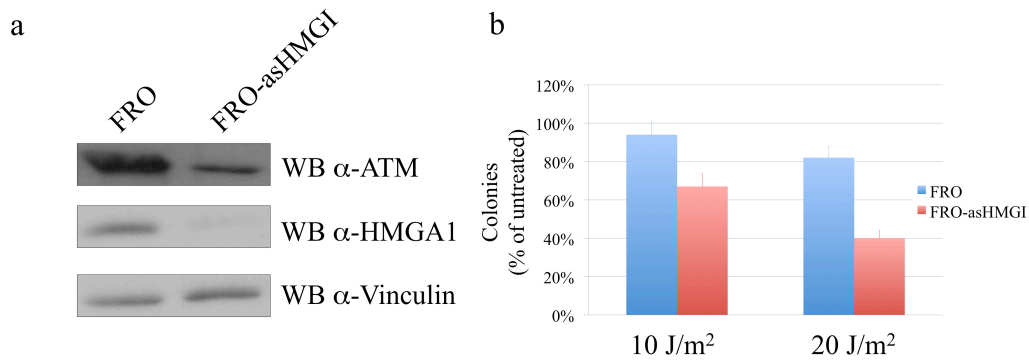 a
FRO
FRO-asHMGI
WB α-ATM
WB α-HMGA1
WB α-Vinculin
b
Colonies
(% of untreated)
120%
100%
80%
60%
40%
20%
0%
10 J/m²
20 J/m²
FRO
FRO-asHMGI